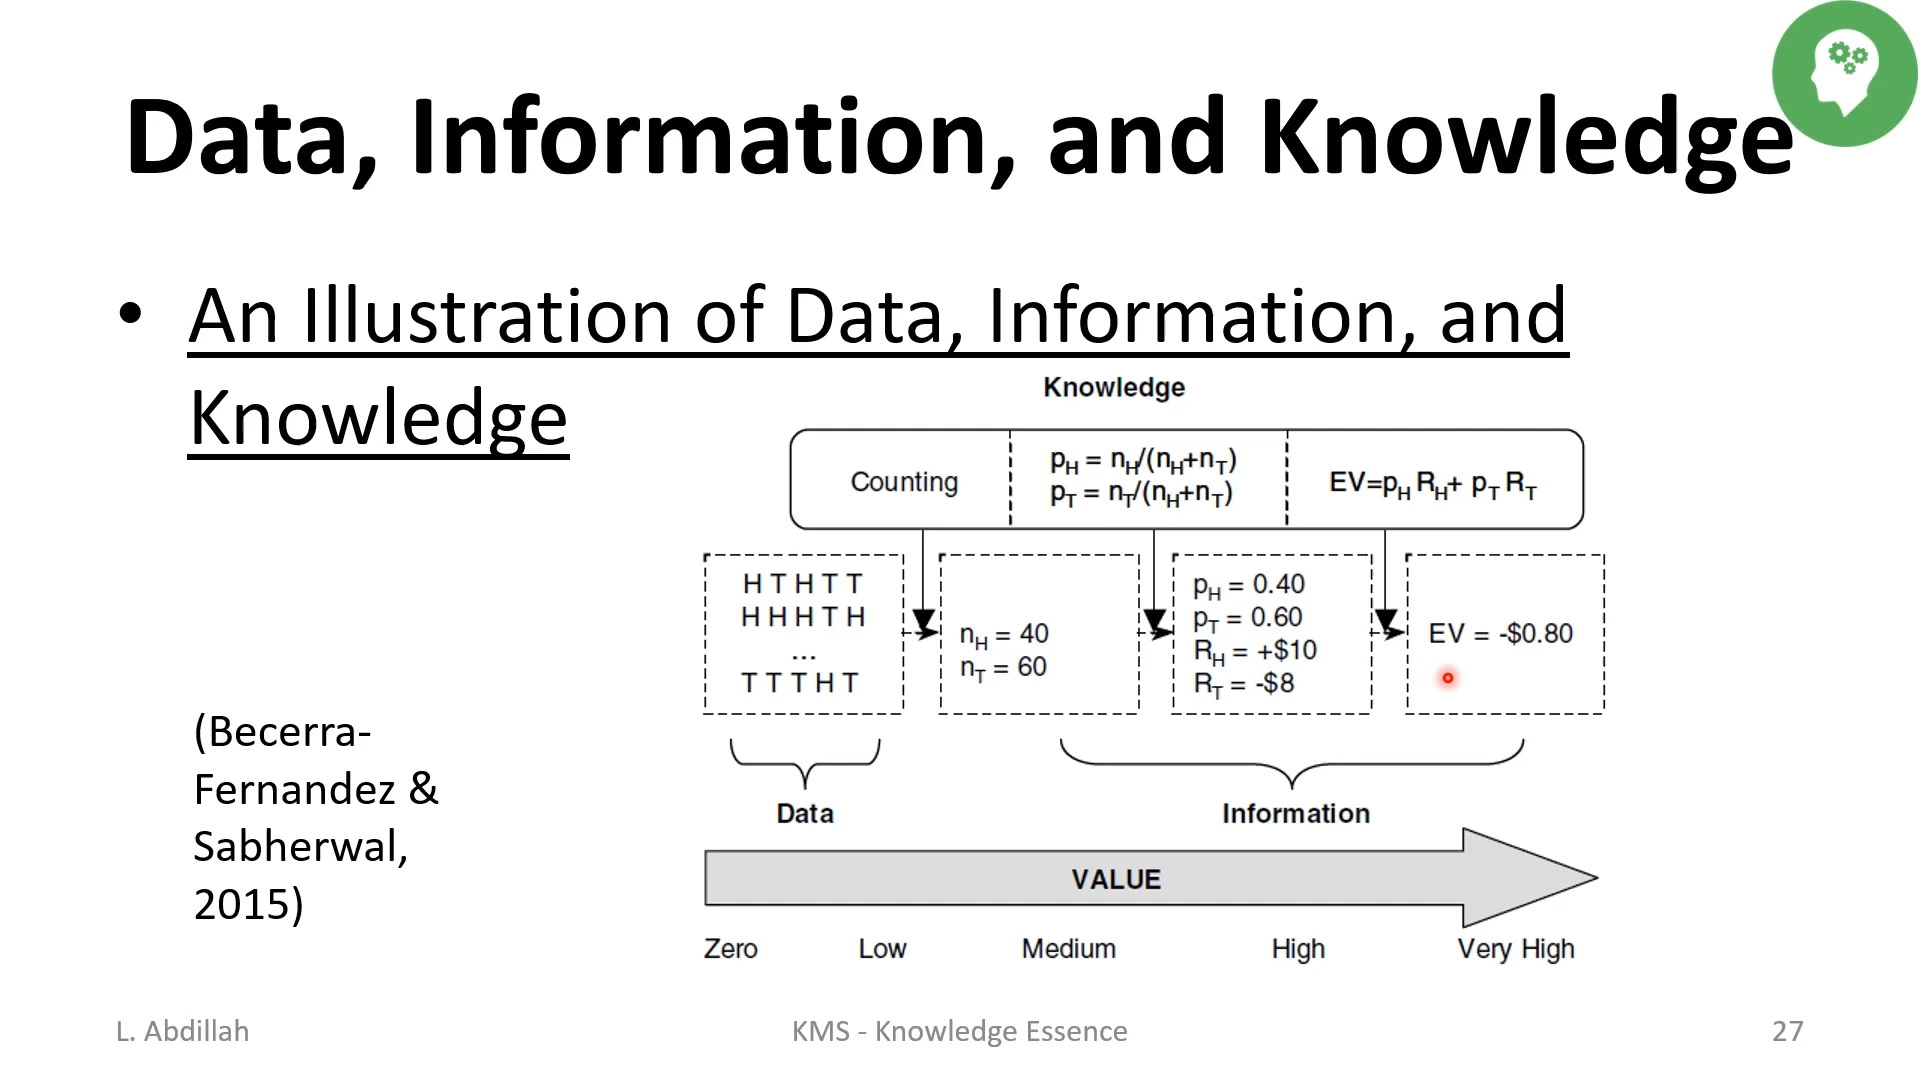 Data, Information, and Knowledge
• An Illustration of Data, Information, and
Knowledge
(Becerra-
Fernandez &
Sabherwal,
2015)
Knowledge
Counting
pH = nH/(nH+nT)
pT = nT/(nH+nT)
EV=pH RH+ pT RT
H T H T T
H H H T H
...
T T T H T
nH = 40
nT = 60
pH = 0.40
pT = 0.60
RH = +$10
RT = -$8
EV = -$0.80
Data
Information
VALUE
Zero Low Medium High Very High
L. Abdillah KMS - Knowledge Essence 27